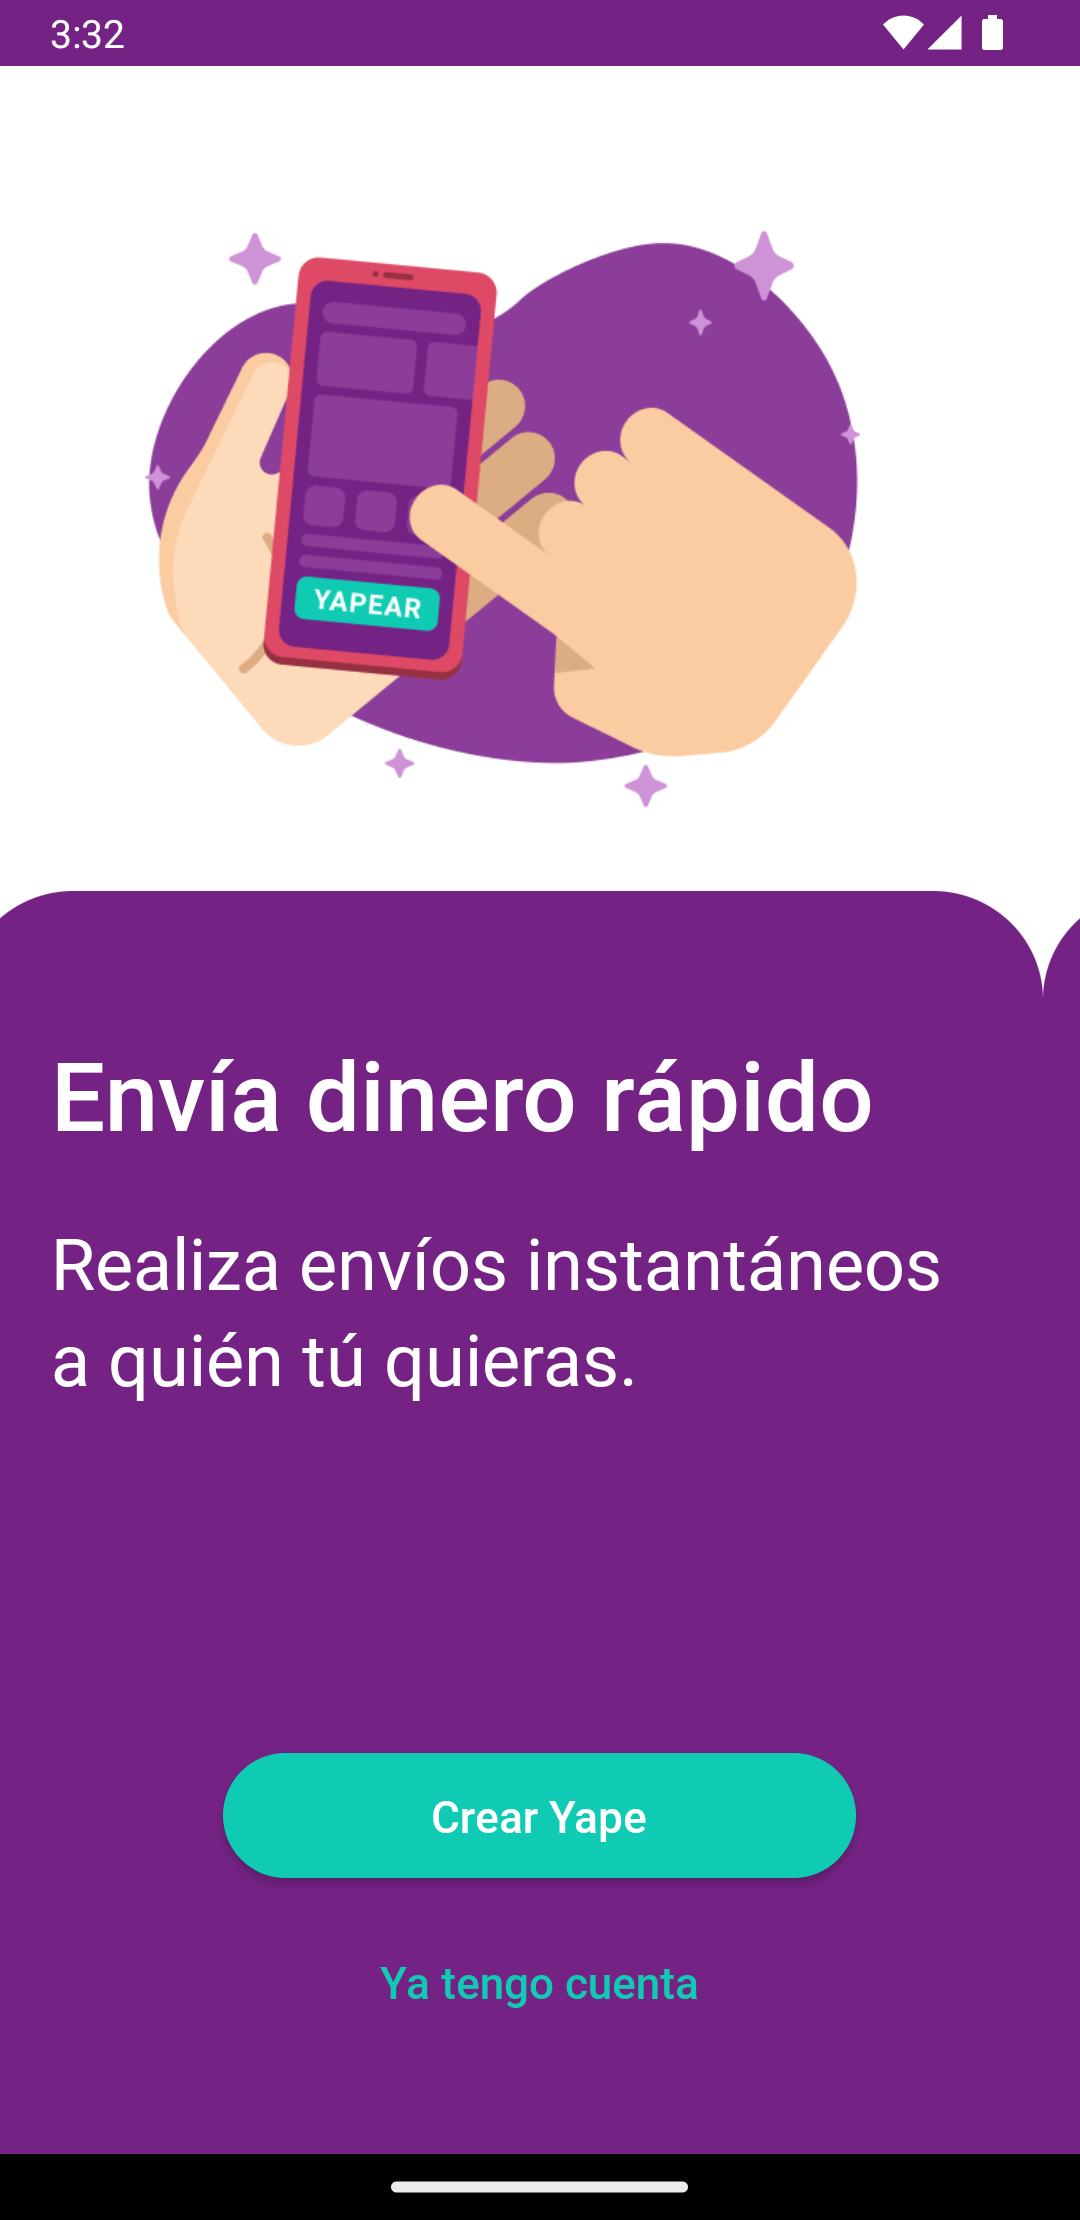 3:32
YAPEAR
Envía dinero rápido
Realiza envíos instantáneos
a quién tú quieras.
Crear Yape
Ya tengo cuenta